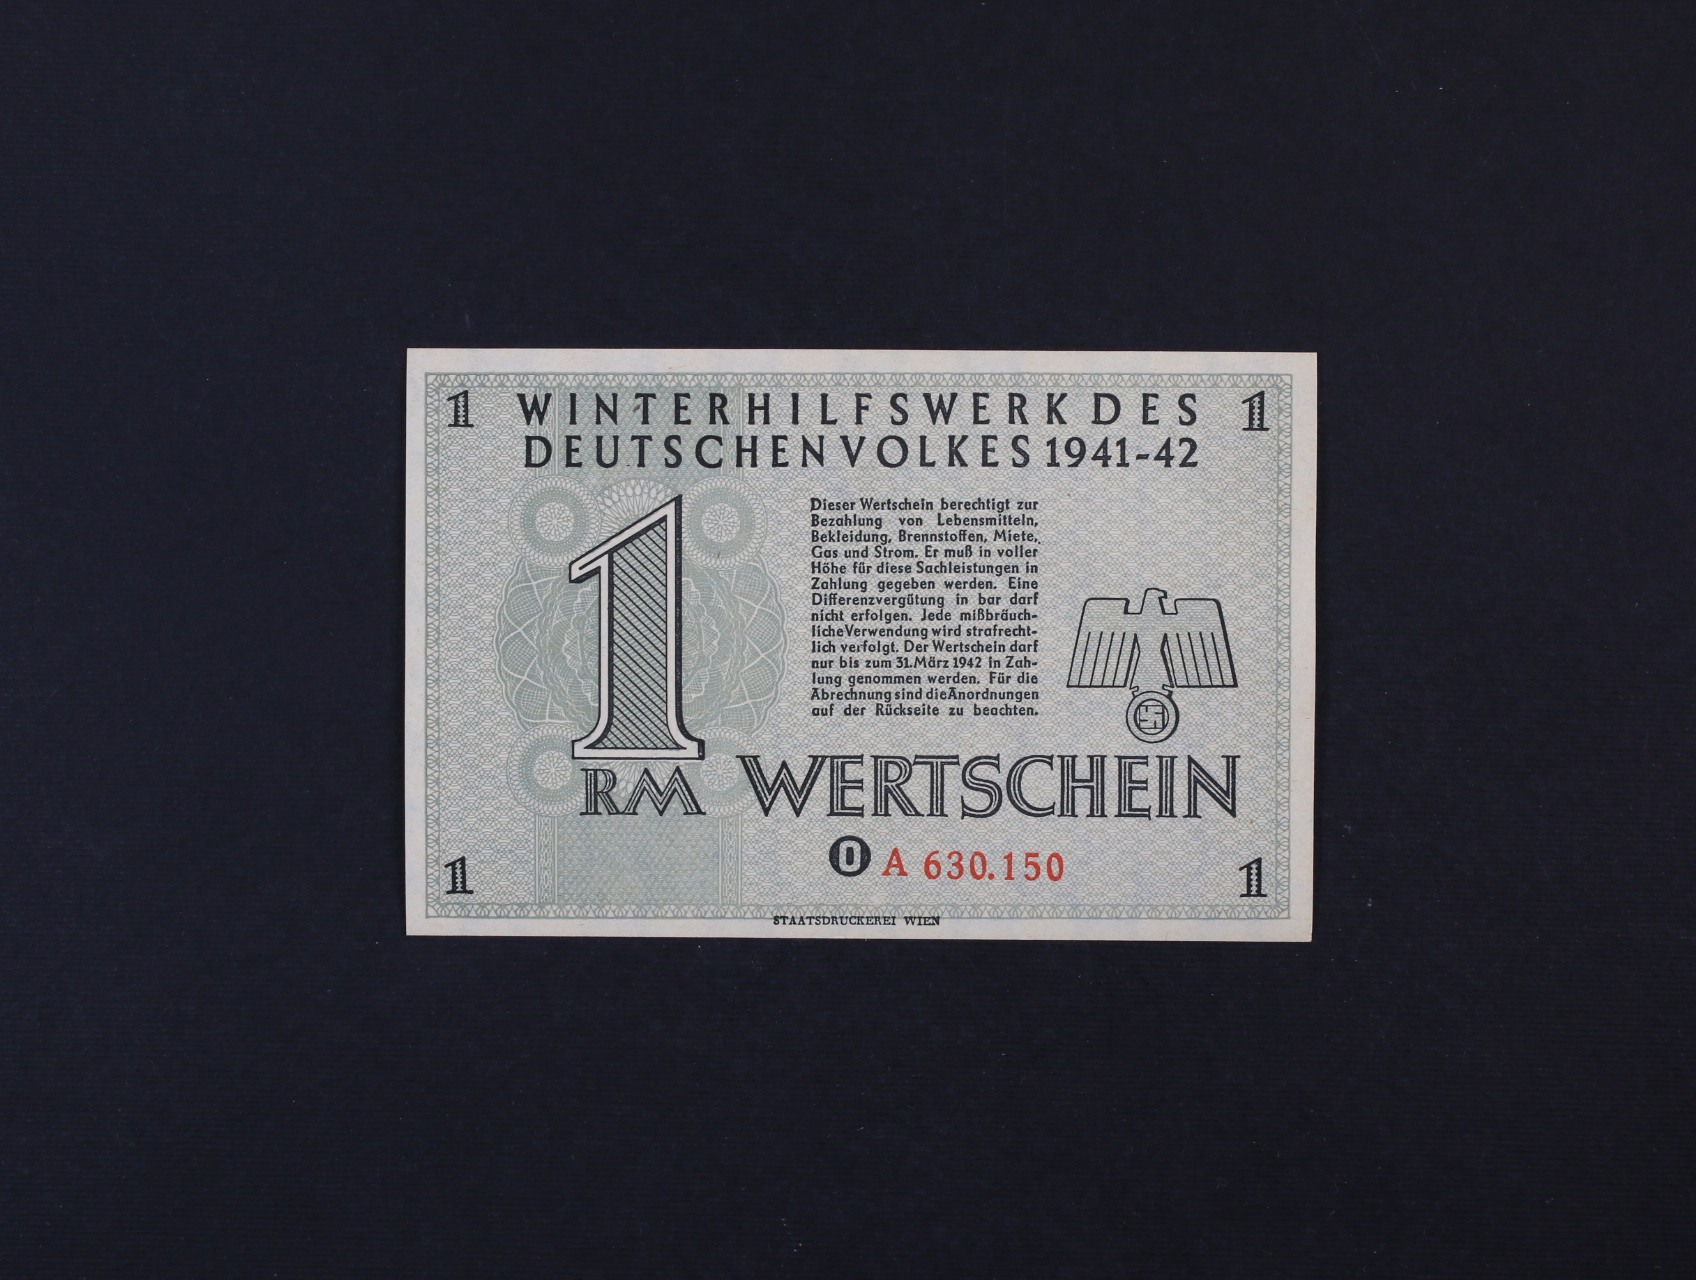 1 WINTERHILFSWERK DES 1
DEUTSCHEN VOLKES 1941-42
1
RM
Dieser Wertschein berechtigt zur
Bezahlung von Lebensmitteln,
Bekleidung, Brennstoffen, Miete,
Gas und Strom. Er muß in voller
Höhe für diese Sachleistungen in
Zahlung gegeben werden. Eine
Differenzvergütung in bar darf
nicht erfolgen. Jede mißbräuch-
liche Verwendung wird strafrecht-
lich verfolgt. Der Wertschein darf
nur bis zum 31. März 1942 in Zah-
lung genommen werden. Für die
Abrechnung sind die Anordnungen
auf der Rückseite zu beachten.
WERTSCHEIN
1 O A 630.150 1
STAATSDRUCKEREI WIEN